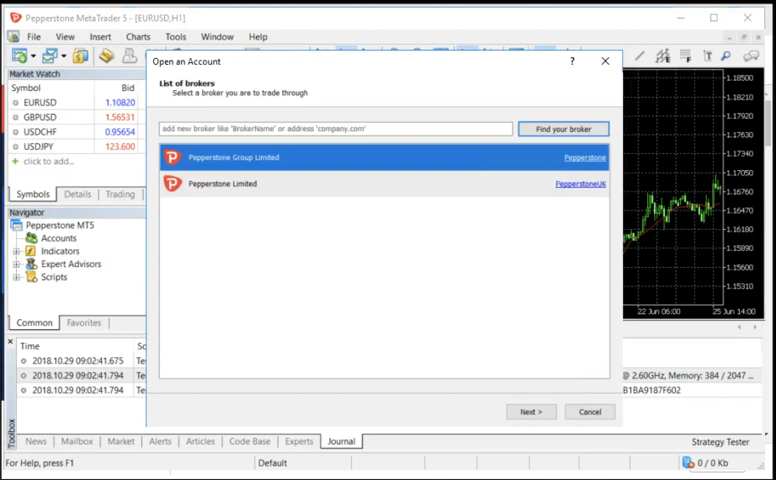 Pepperstone MetaTrader 5 - [EURUSD,H1]
File View Insert Charts Tools Window Help
Market Watch
Symbol Bid
EURUSD 1.10820
GBPUSD 1.56531
USDCHF 0.95654
USDJPY 123.600
click to add...
Symbols Details Trading
Navigator
Pepperstone MT5
Accounts
Indicators
Expert Advisors
Scripts
Common Favorites
Open an Account
List of brokers
Select a broker you are to trade through
add new broker like 'BrokerName' or address 'company.com'
Find your broker
Pepperstone Group Limited Pepperstone
Pepperstone Limited PepperstoneUK
Next > Cancel
1.18500
1.18210
1.17930
1.17630
1.17340
1.17050
1.16760
1.16470
1.16180
1.15890
1.15600
1.15310
22 Jun 06:00 25 Jun 14:00
Time
2018.10.29 09:02:41.675
2018.10.29 09:02:41.794 @ 2.60GHz, Memory: 384 / 2047 ...
2018.10.29 09:02:41.794 B1BA9187F602
Toolbox
News Mailbox Market Alerts Articles Code Base Experts Journal
Strategy Tester
For Help, press F1 Default 0 / 0 Kb